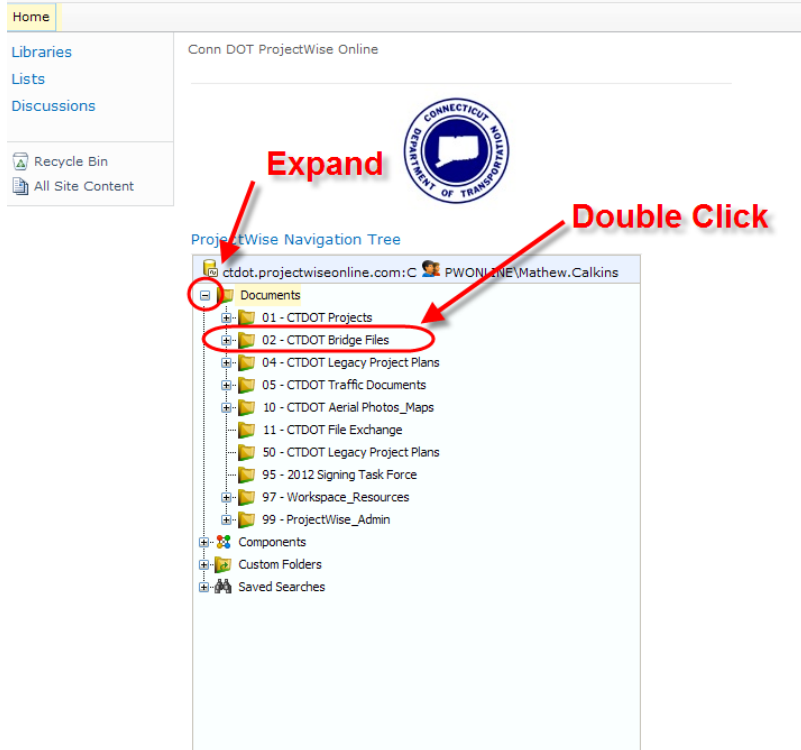 Home
Libraries
Lists
Discussions
Recycle Bin
All Site Content
Conn DOT ProjectWise Online
CONNECTICUT
DEPARTMENT OF TRANSPORTATION
Expand
Double Click
ProjectWise Navigation Tree
ctdot.projectwiseonline.com:C PWONLINE\Mathew.Calkins
Documents
01 - CTDOT Projects
02 - CTDOT Bridge Files
04 - CTDOT Legacy Project Plans
05 - CTDOT Traffic Documents
10 - CTDOT Aerial Photos_Maps
11 - CTDOT File Exchange
50 - CTDOT Legacy Project Plans
95 - 2012 Signing Task Force
97 - Workspace_Resources
99 - ProjectWise_Admin
Components
Custom Folders
Saved Searches